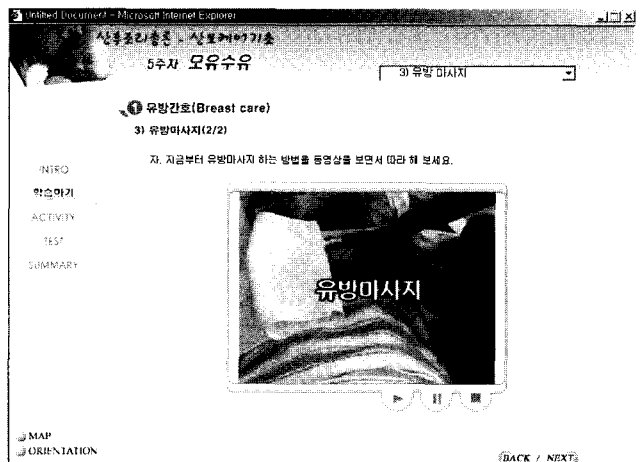 Untitled Document - Microsoft Internet Explorer
산후조리총론 - 산모케어기초
5주차 모유수유
3) 유방 마사지
1 유방간호(Breast care)
3) 유방마사지(2/2)
자. 지금부터 유방마사지 하는 방법을 동영상을 보면서 따라 해 보세요.
INTRO
학습하기
ACTIVITY
TEST
SUMMARY
유방마사지
MAP
ORIENTATION
BACK / NEXT